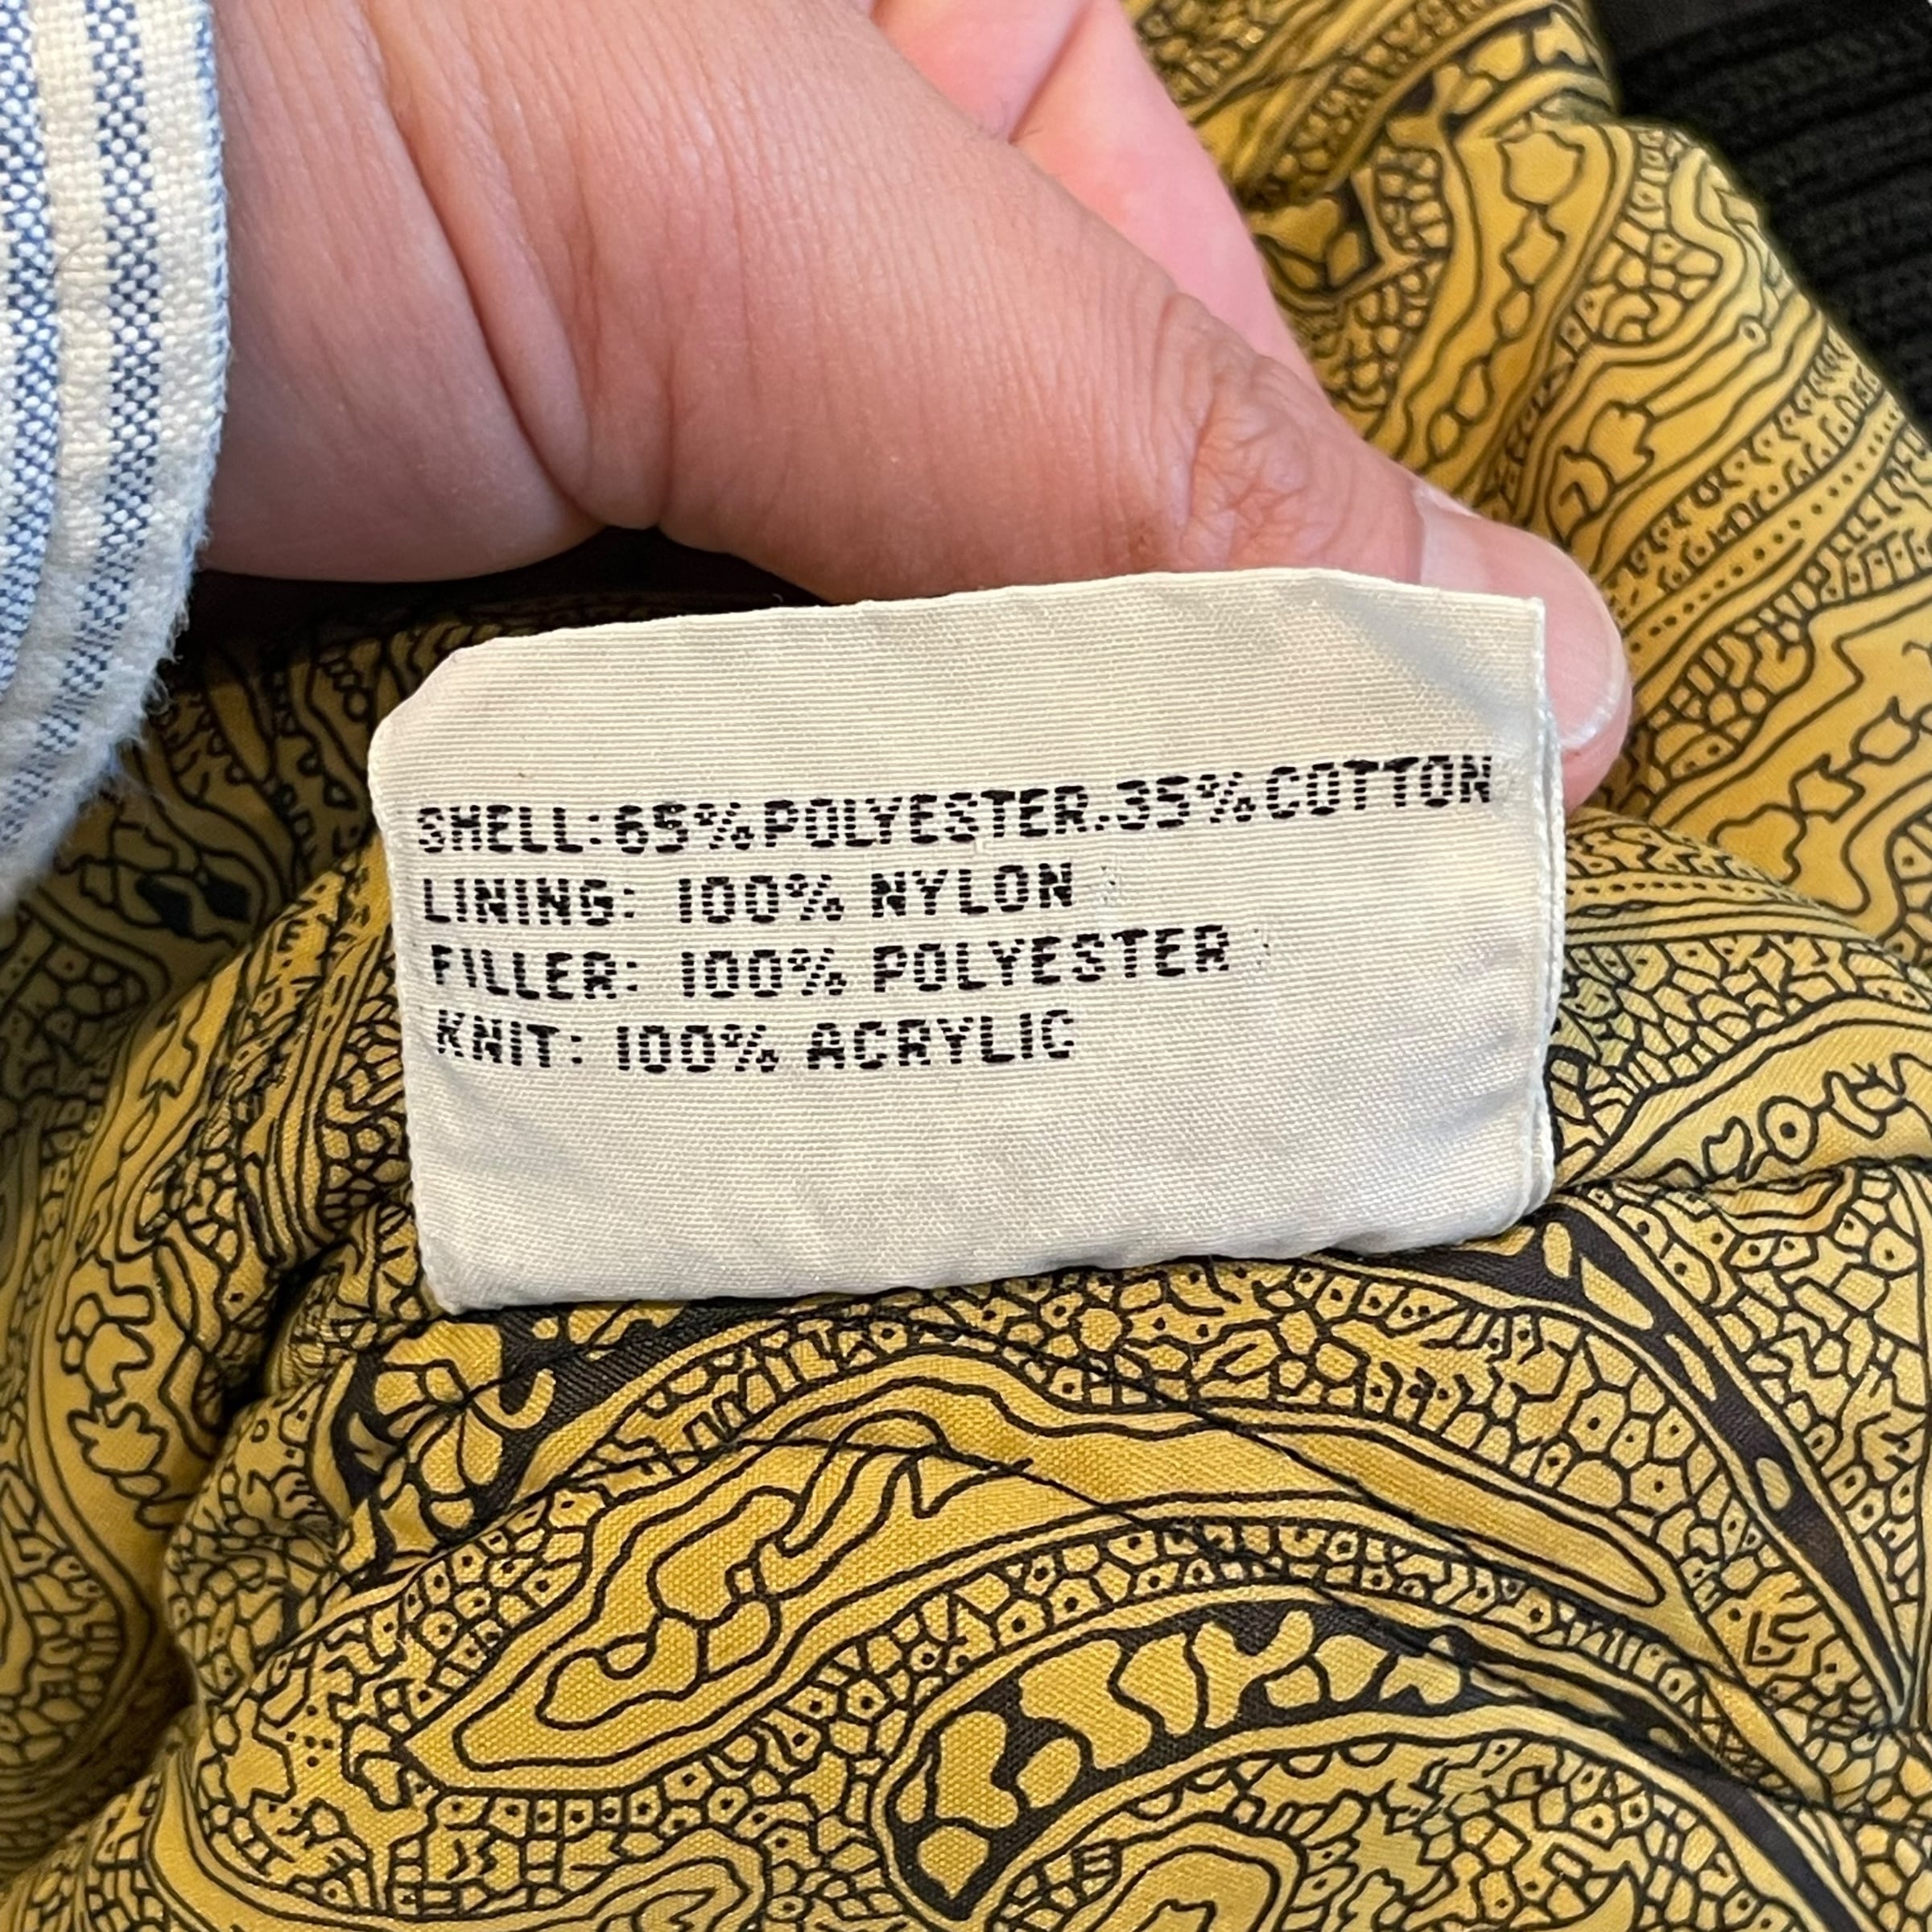 SHELL:65%POLYESTER.35%COTTON
LINING: 100% NYLON
FILLER: 100% POLYESTER
KNIT: 100% ACRYLIC